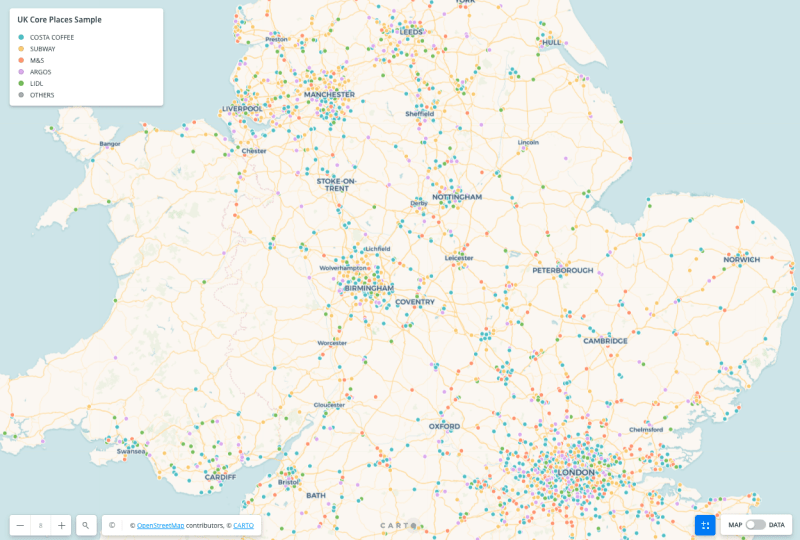 UK Core Places Sample
COSTA COFFEE
SUBWAY
M&S
ARGOS
LIDL
OTHERS
YORK
Preston
LEEDS
HULL
MANCHESTER
LIVERPOOL
Sheffield
Bangor
Chester
Lincoln
STOKE-ON-
TRENT
NOTTINGHAM
Derby
Lichfield
Leicester
NORWICH
Wolverhampton
PETERBOROUGH
BIRMINGHAM
COVENTRY
Worcester
CAMBRIDGE
Gloucester
OXFORD
Chelmsford
Swansea
CARDIFF
LONDON
Bristol
BATH
8
© © OpenStreetMap contributors, © CARTO
CARTO
MAP DATA